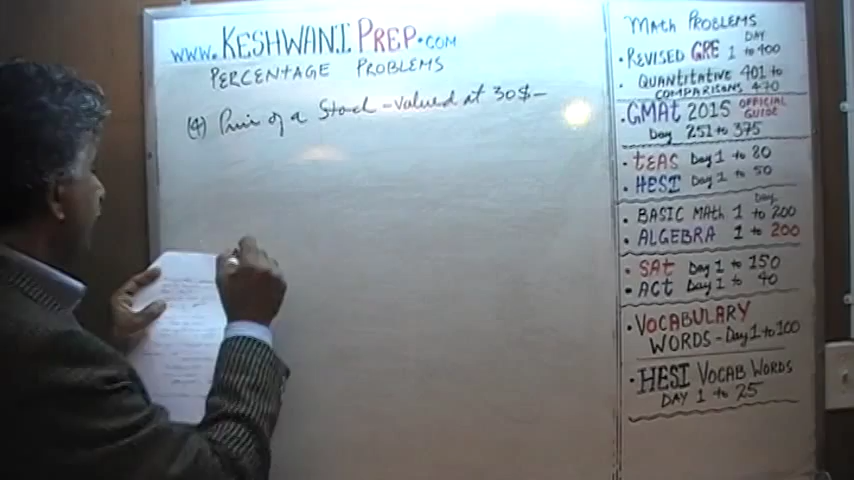 www.KESHWANI PREP.COM
PERCENTAGE PROBLEMS
(4) Price of a Stock - valued at 30$ -
MATH PROBLEMS
DAY
• REVISED GRE 1 to 400
• QUANTITATIVE 401 to
COMPARISONS 470
• GMAt 2015 OFFICIAL GUIDE
Day 251 to 375
• tEAS Day 1 to 80
• HESI Day 1 to 50
Day
• BASIC MAth 1 to 200
• ALGEBRA 1 to 200
• SAt Day 1 to 150
• ACt Day 1 to 40
• VOCABULARY
WORDS - Day 1 to 100
• HESI VOCAB WORDS
DAY 1 to 25